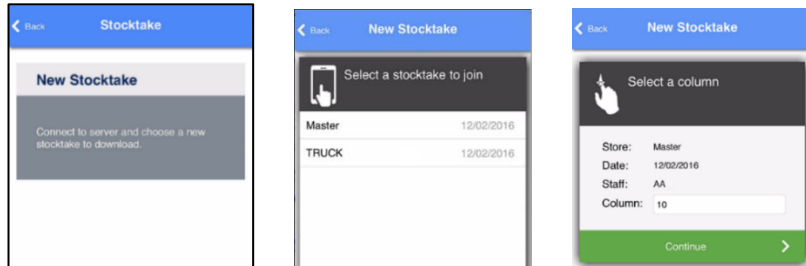 Back Stocktake
New Stocktake
Connect to server and choose a new
stocktake to download.
Back New Stocktake
Select a stocktake to join
Master 12/02/2016
TRUCK 12/02/2016
Back New Stocktake
Select a column
Store: Master
Date: 12/02/2016
Staff: AA
Column: 10
Continue